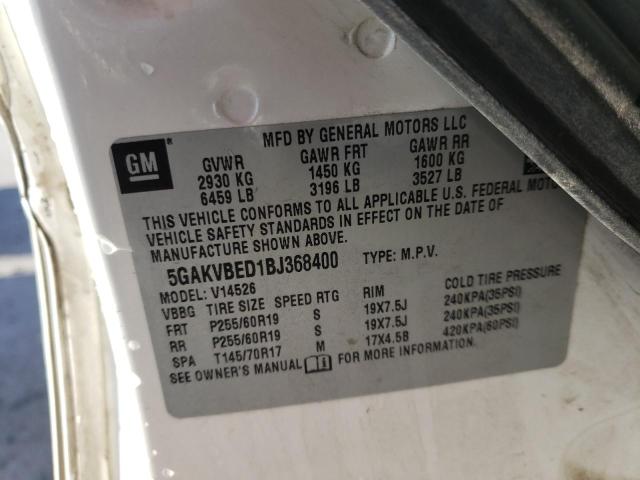 MFD BY GENERAL MOTORS LLC
GM ®
GVWR GAWR FRT GAWR RR
2930 KG 1450 KG 1600 KG
6459 LB 3196 LB 3527 LB
THIS VEHICLE CONFORMS TO ALL APPLICABLE U.S. FEDERAL
VEHICLE SAFETY STANDARDS IN EFFECT ON THE DATE OF
MANUFACTURE SHOWN ABOVE.
5GAKVBED1BJ368400 TYPE: M.P.V.
MODEL: V14526
VBBG TIRE SIZE SPEED RTG RIM COLD TIRE PRESSURE
FRT P255/60R19 S 19X7.5J 240KPA(35PSI)
RR P255/60R19 S 19X7.5J 240KPA(35PSI)
SPA T145/70R17 M 17X4.5B 420KPA(60PSI)
SEE OWNER'S MANUAL FOR MORE INFORMATION.